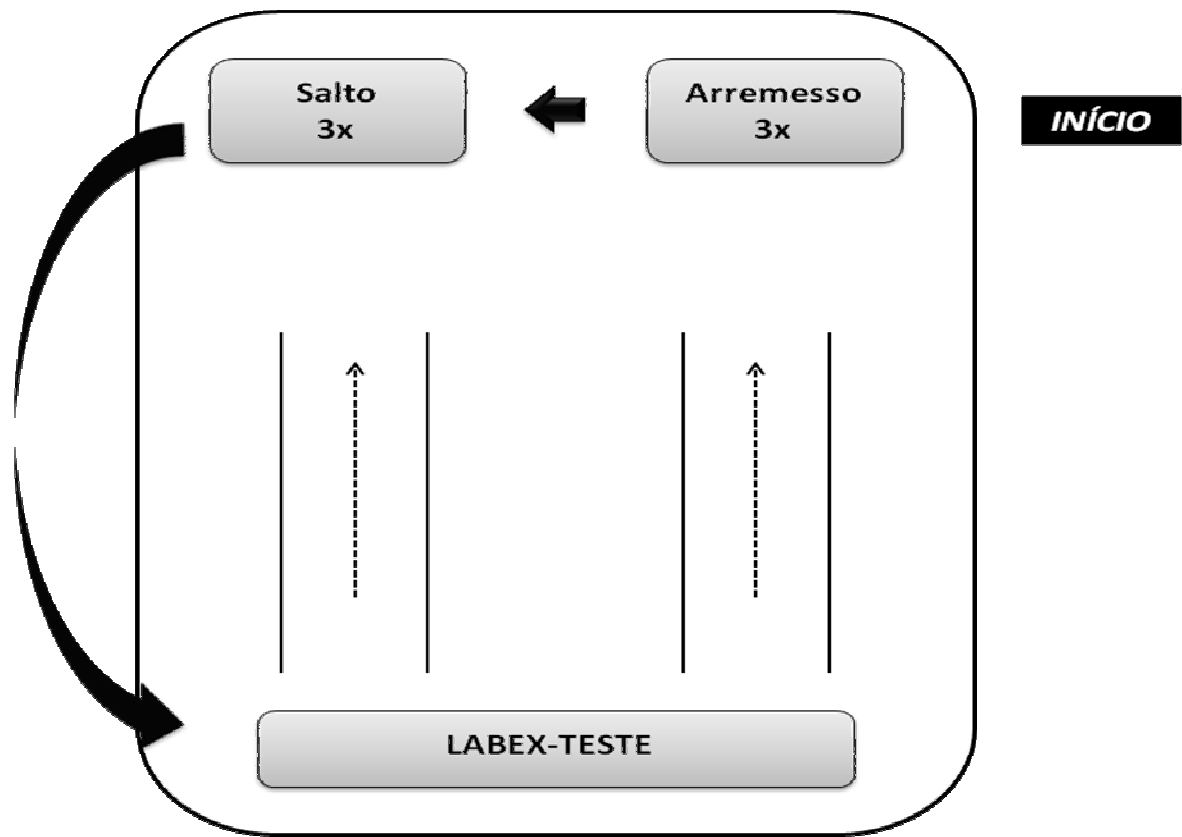 Salto
3x
Arremesso
3x
INÍCIO
LABEX-TESTE